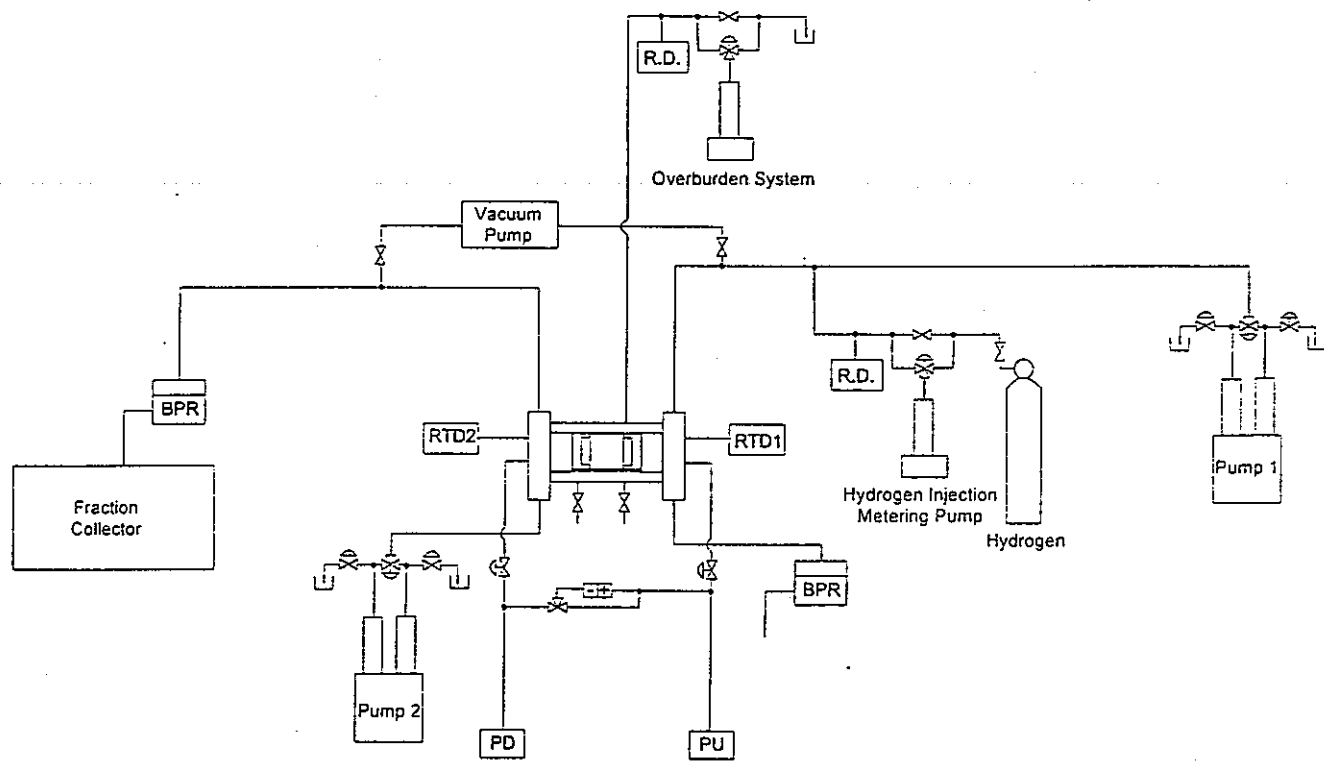 R.D.
Overburden System
Vacuum
Pump
BPR
RTD2
RTD1
R.D.
Pump 1
Hydrogen Injection
Metering Pump
Hydrogen
Fraction
Collector
BPR
- +
Pump 2
PD
PU